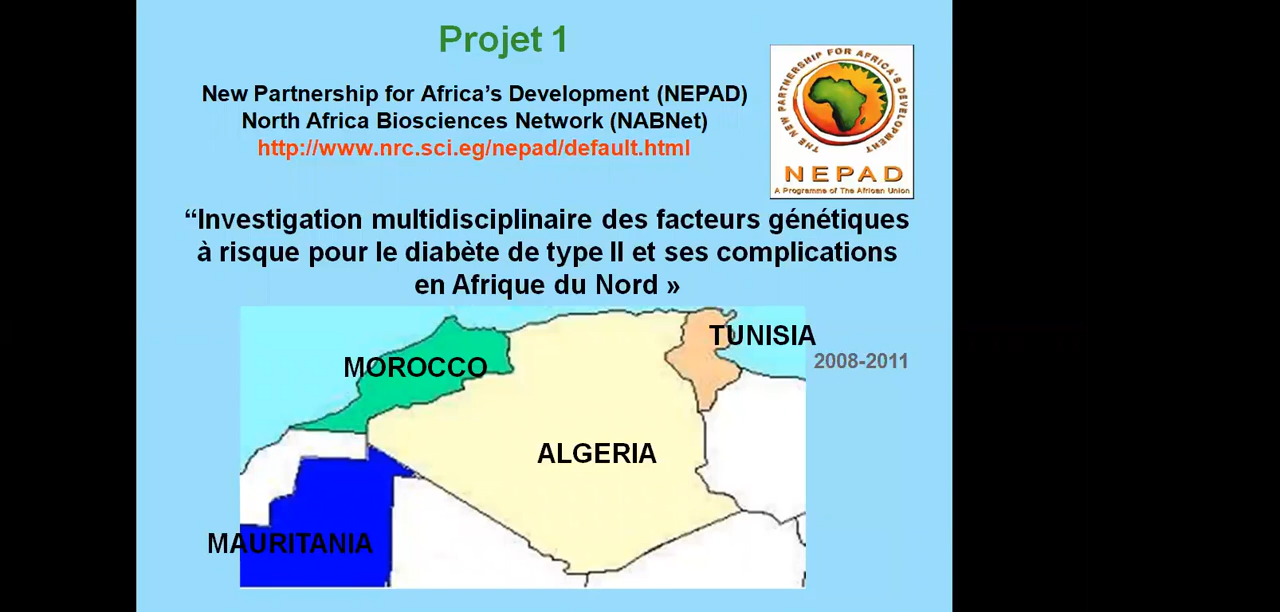 Projet 1
New Partnership for Africa’s Development (NEPAD)
North Africa Biosciences Network (NABNet)
http://www.nrc.sci.eg/nepad/default.html
THE NEW PARTNERSHIP FOR AFRICA'S DEVELOPMENT
NEPAD
A Programme of The African Union
“Investigation multidisciplinaire des facteurs génétiques
à risque pour le diabète de type II et ses complications
en Afrique du Nord »
TUNISIA
2008-2011
MOROCCO
ALGERIA
MAURITANIA